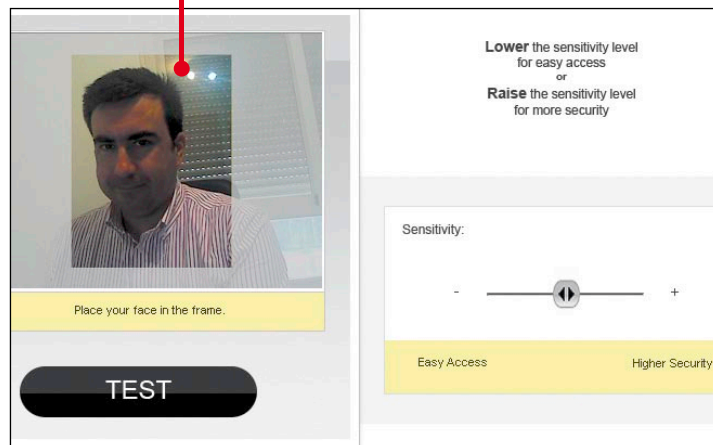 Lower the sensitivity level
for easy access
or
Raise the sensitivity level
for more security
Sensitivity:
- +
Place your face in the frame.
Easy Access Higher Security
TEST